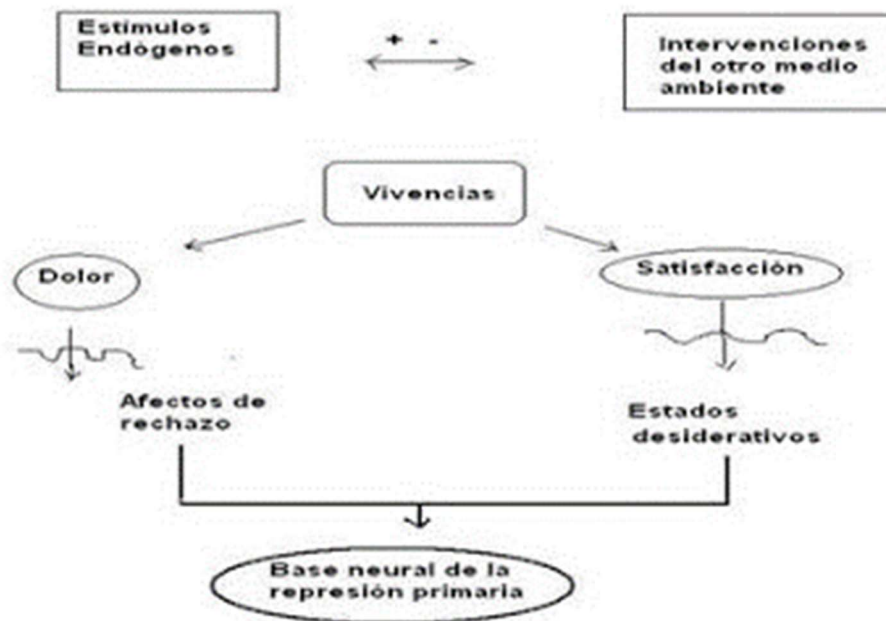 Estímulos
Endógenos
+ -
Intervenciones
del otro medio
ambiente
Vivencias
Dolor
Satisfacción
Afectos de
rechazo
Estados
desiderativos
Base neural de la
represión primaria